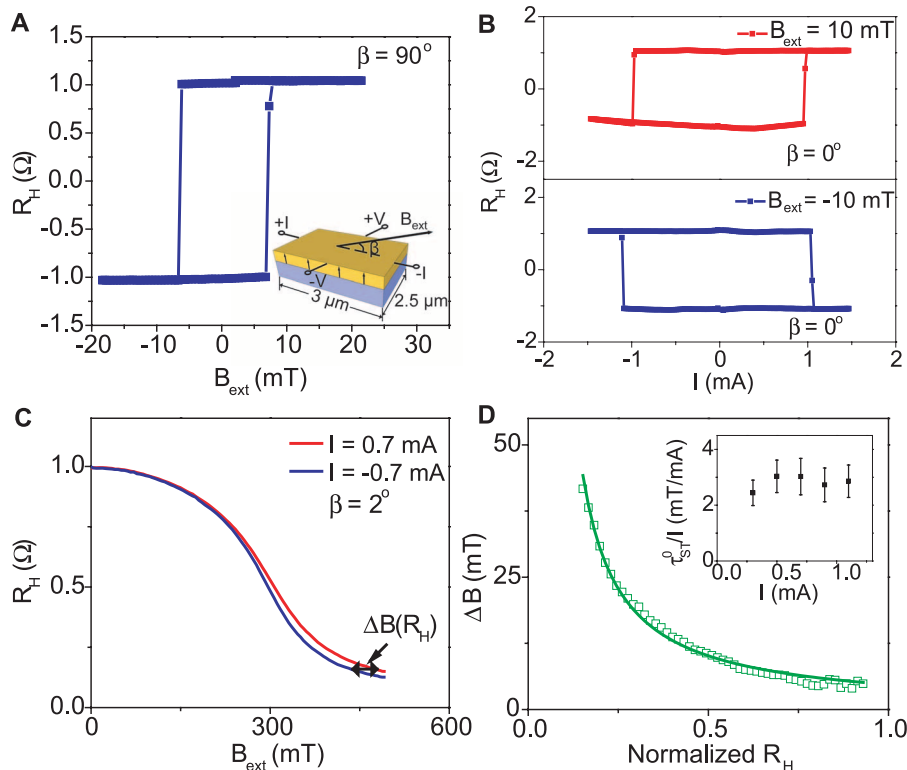 A
1.5
1.0
0.5
0.0
-0.5
-1.0
-1.5
R_H (Ω)
β = 90°
+I
+V
B_ext
β
-V
-I
3 μm
2.5 μm
-20 -10 0 10 20 30
B_ext (mT)
B
B_ext = 10 mT
2
0
-2
β = 0°
R_H (Ω)
B_ext = -10 mT
2
0
-2
β = 0°
-2 -1 0 1 2
I (mA)
C
I = 0.7 mA
I = -0.7 mA
β = 2°
1.0
0.5
0.0
R_H (Ω)
ΔB(R_H)
0 300 600
B_ext (mT)
D
50
25
0
ΔB (mT)
4
2
0
τ⁰_ST/I (mT/mA)
0.0 0.5 1.0
I (mA)
0.0 0.5 1.0
Normalized R_H